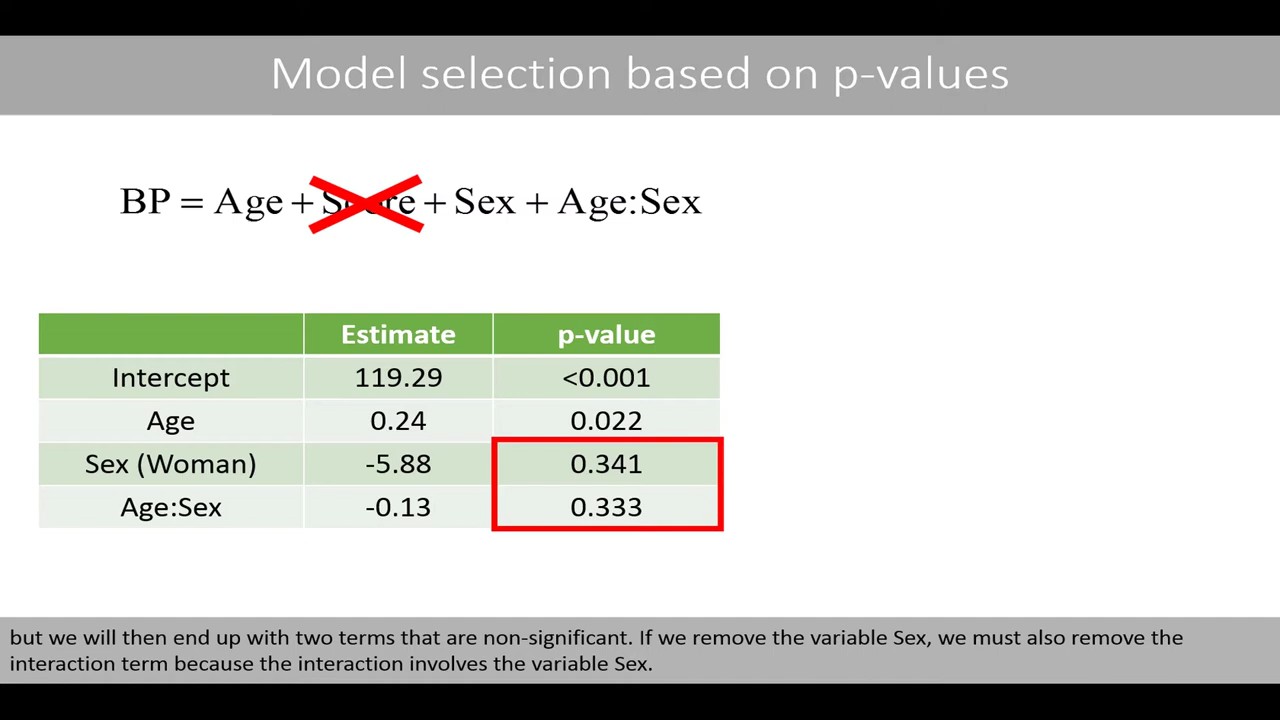 Model selection based on p-values
BP = Age + Score + Sex + Age:Sex
Estimate p-value
Intercept 119.29 <0.001
Age 0.24 0.022
Sex (Woman) -5.88 0.341
Age:Sex -0.13 0.333
but we will then end up with two terms that are non-significant. If we remove the variable Sex, we must also remove the
interaction term because the interaction involves the variable Sex.